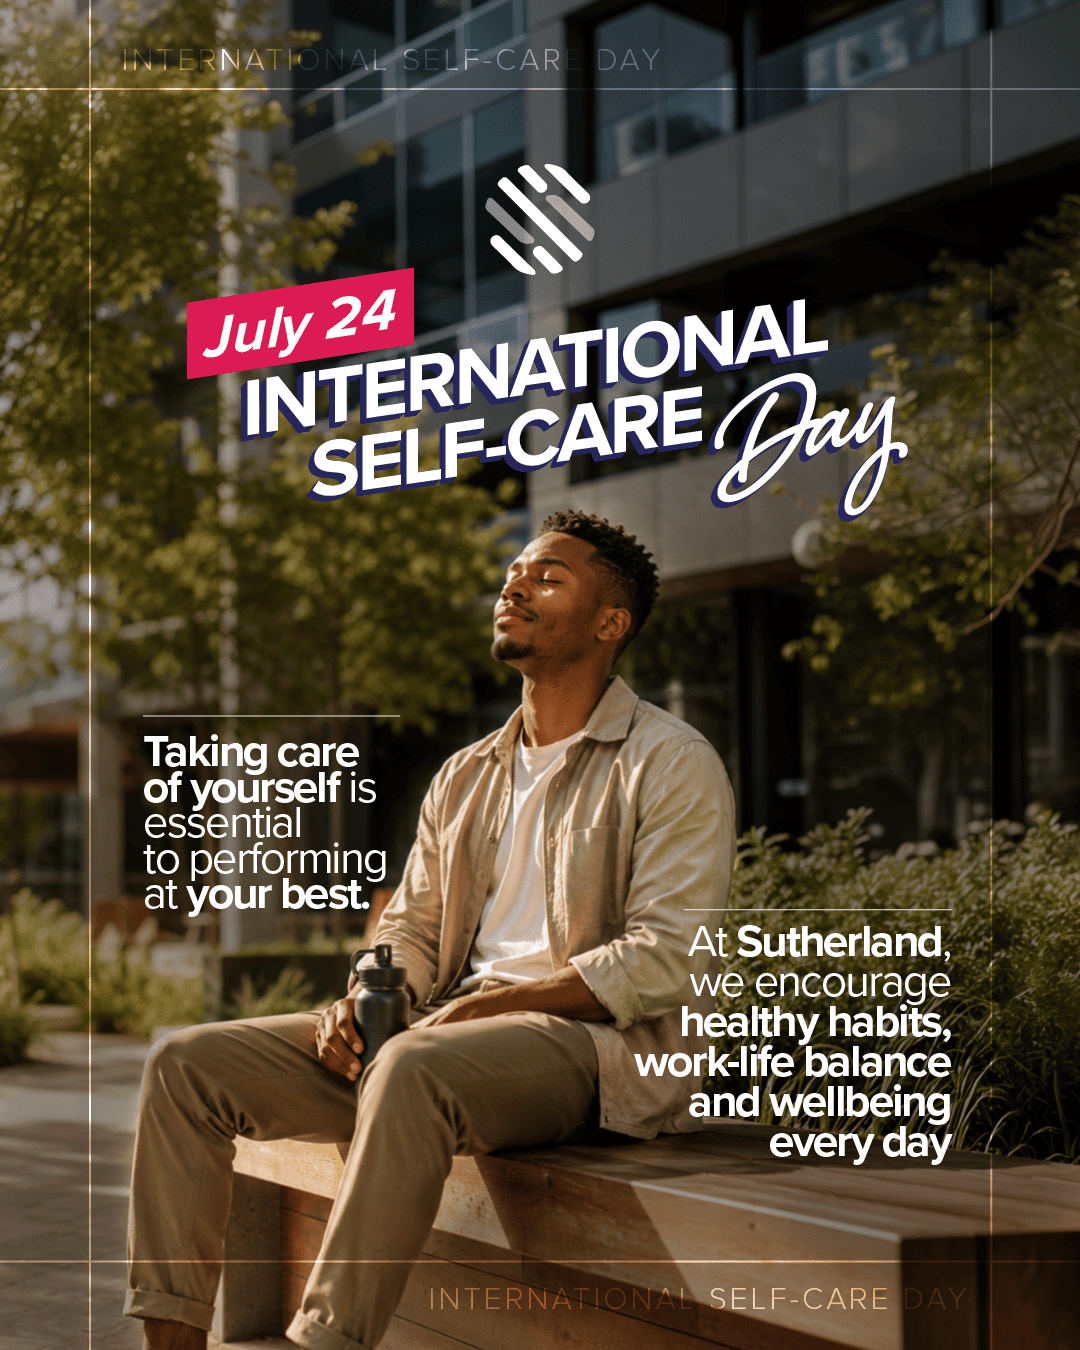 INTERNATIONAL SELF-CARE DAY
July 24
INTERNATIONAL
SELF-CARE Day
Taking care
of yourself is
essential
to performing
at your best.
At Sutherland,
we encourage
healthy habits,
work-life balance
and wellbeing
every day
INTERNATIONAL SELF-CARE DAY